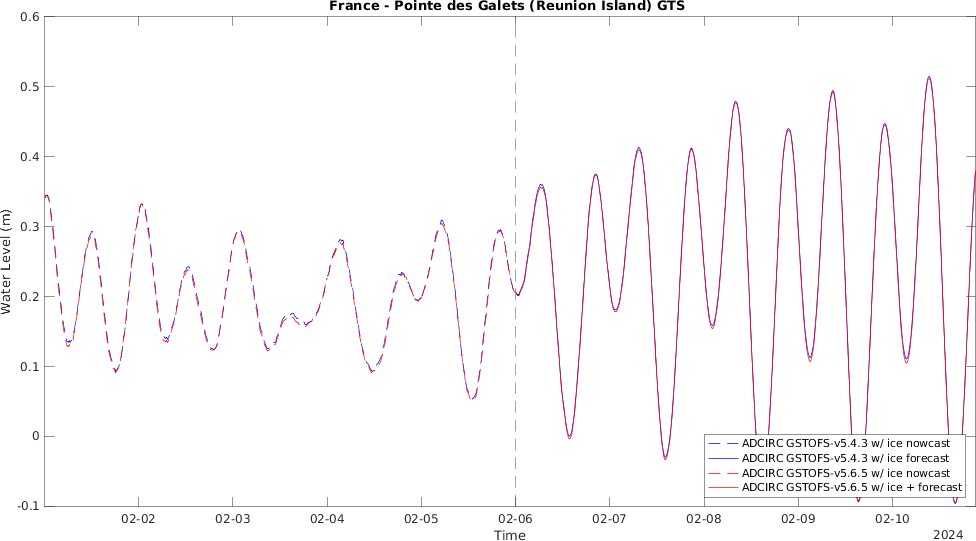 France - Pointe des Galets (Reunion Island) GTS
0.6
0.5
0.4
0.3
0.2
0.1
0
-0.1
Water Level (m)
ADCIRC GSTOFS-v5.4.3 w/ ice nowcast
ADCIRC GSTOFS-v5.4.3 w/ ice forecast
ADCIRC GSTOFS-v5.6.5 w/ ice nowcast
ADCIRC GSTOFS-v5.6.5 w/ ice + forecast
02-02 02-03 02-04 02-05 02-06 02-07 02-08 02-09 02-10
Time
2024